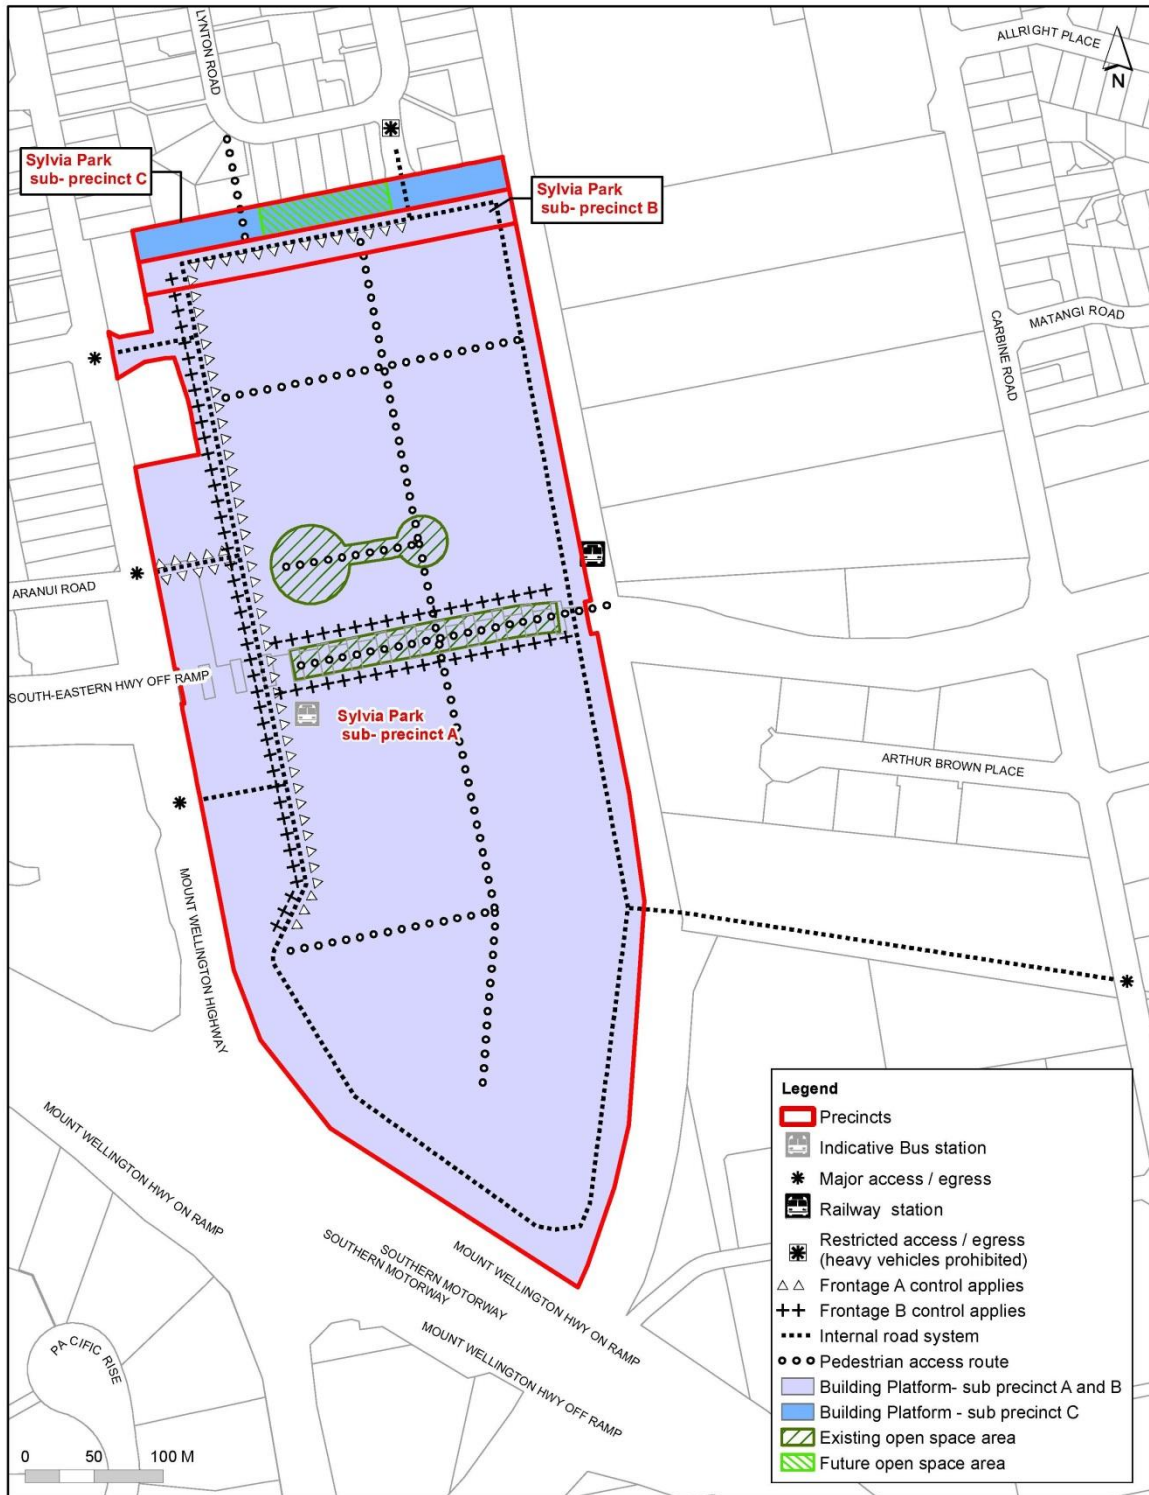 LYNTON ROAD
ALLRIGHT PLACE
N
Sylvia Park
sub- precinct C
Sylvia Park
sub- precinct B
CARBINE ROAD
MATANGI ROAD
ARANUI ROAD
SOUTH-EASTERN HWY OFF RAMP
Sylvia Park
sub- precinct A
ARTHUR BROWN PLACE
MOUNT WELLINGTON HIGHWAY
MOUNT WELLINGTON HWY ON RAMP
SOUTHERN MOTORWAY
SOUTHERN MOTORWAY
MOUNT WELLINGTON HWY ON RAMP
MOUNT WELLINGTON HWY OFF RAMP
PA CIFIC RISE
0 50 100 M
Legend
Precincts
Indicative Bus station
Major access / egress
Railway station
Restricted access / egress
(heavy vehicles prohibited)
Frontage A control applies
Frontage B control applies
Internal road system
Pedestrian access route
Building Platform- sub precinct A and B
Building Platform - sub precinct C
Existing open space area
Future open space area